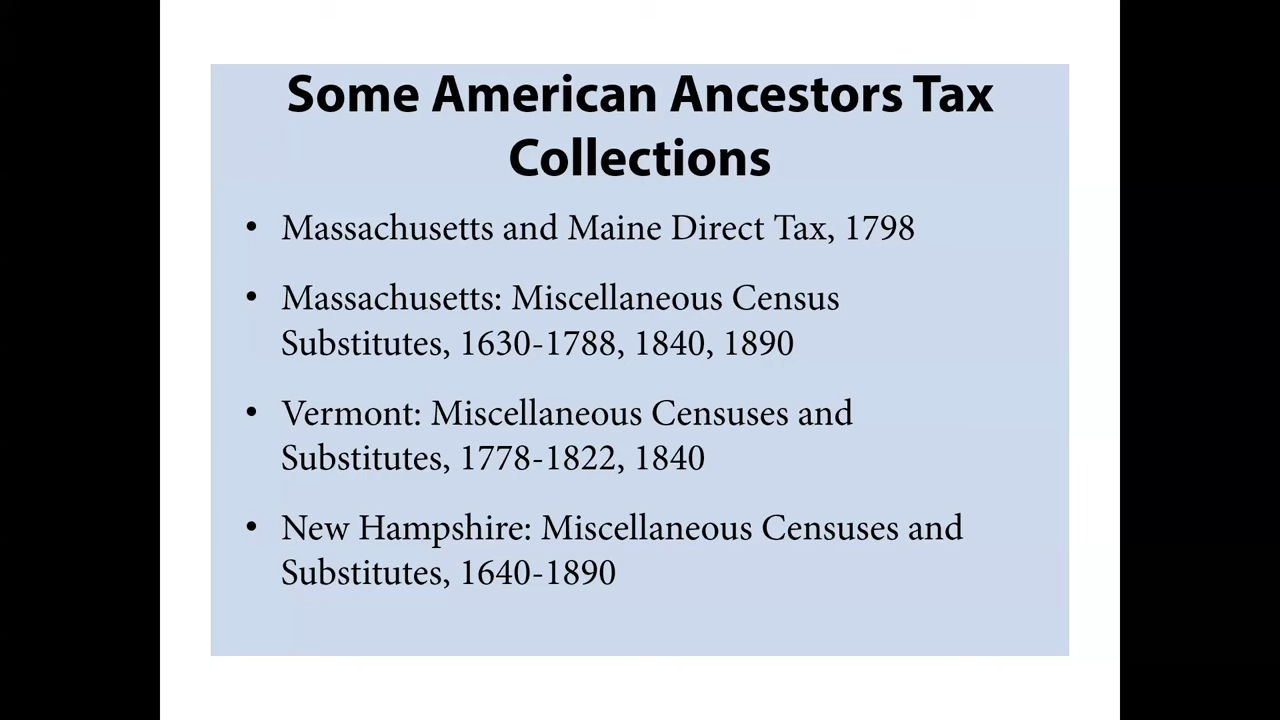 Some American Ancestors Tax
Collections
• Massachusetts and Maine Direct Tax, 1798
• Massachusetts: Miscellaneous Census
Substitutes, 1630-1788, 1840, 1890
• Vermont: Miscellaneous Censuses and
Substitutes, 1778-1822, 1840
• New Hampshire: Miscellaneous Censuses and
Substitutes, 1640-1890